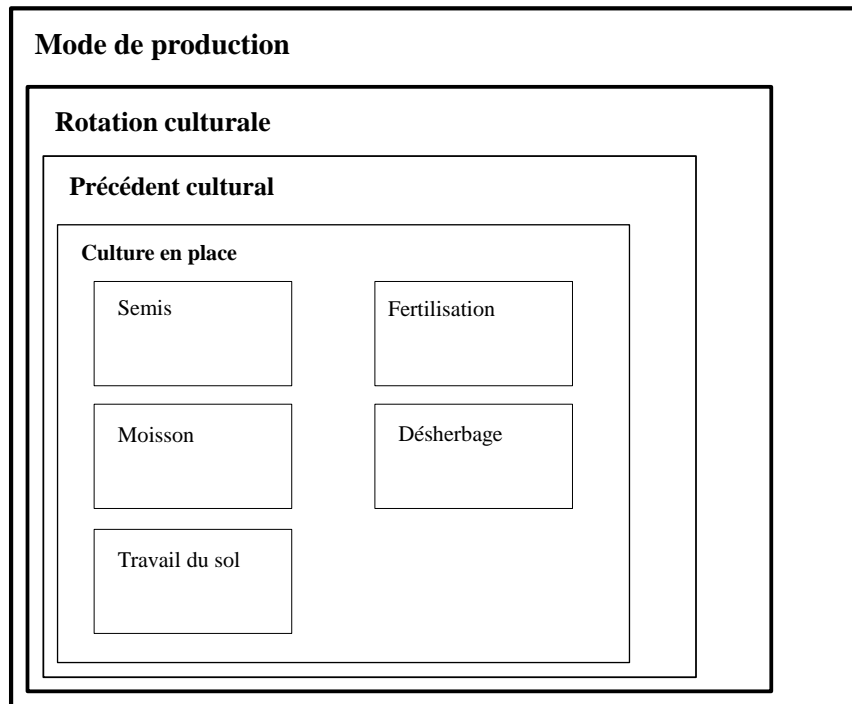 Mode de production
Rotation culturale
Précédent cultural
Culture en place
Semis
Fertilisation
Moisson
Désherbage
Travail du sol